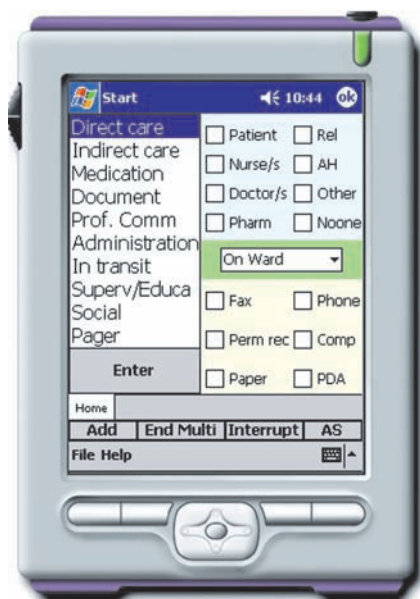 Start 10:44 ok
Direct care
Indirect care
Medication
Document
Prof. Comm
Administration
In transit
Superv/Educa
Social
Pager
Enter
Patient Rel
Nurse/s AH
Doctor/s Other
Pharm Noone
On Ward
Fax Phone
Perm rec Comp
Paper PDA
Home
Add End Multi Interrupt AS
File Help